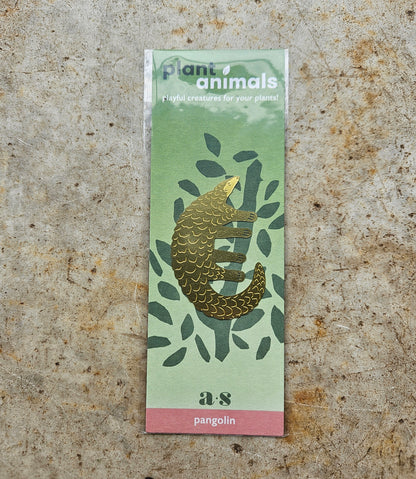 plant
animals
playful creatures for your plants!
a·s
pangolin